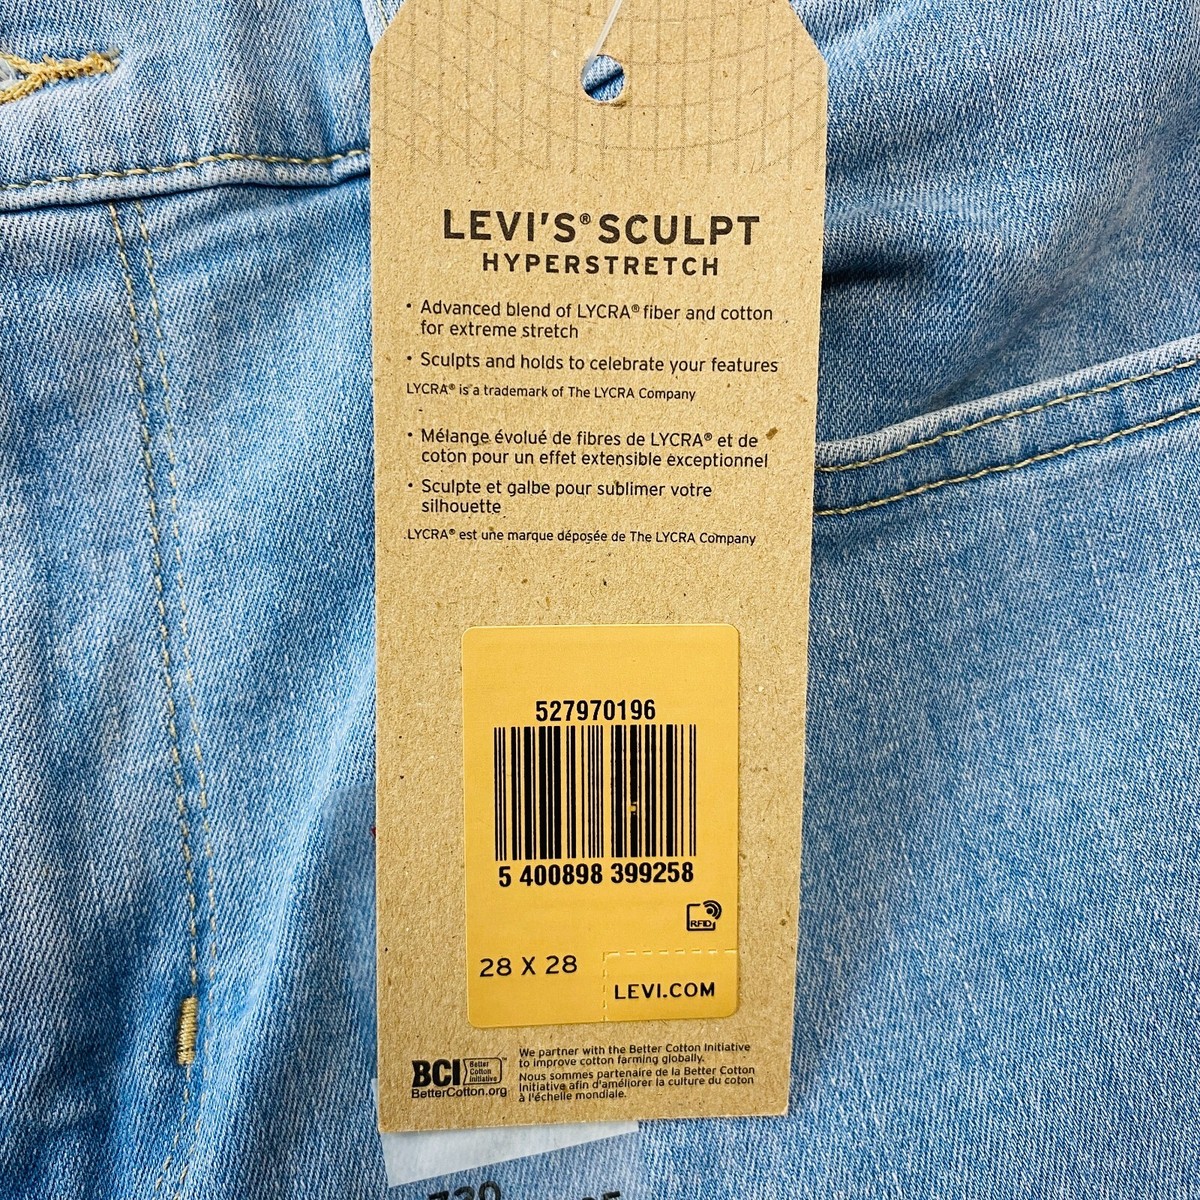 LEVI'S® SCULPT
HYPERSTRETCH
• Advanced blend of LYCRA® fiber and cotton
for extreme stretch
• Sculpts and holds to celebrate your features
LYCRA® is a trademark of The LYCRA Company
• Mélange évolué de fibres de LYCRA® et de
coton pour un effet extensible exceptionnel
• Sculpte et galbe pour sublimer votre
silhouette
LYCRA® est une marque déposée de The LYCRA Company
527970196
5 400898 399258
RFID
28 X 28
LEVI.COM
BCI
Better
Cotton
Initiative
™
BetterCotton.org
We partner with the Better Cotton Initiative
to improve cotton farming globally.
Nous sommes partenaire de la Better Cotton
Initiative afin d'améliorer la culture du coton
à l'échelle mondiale.